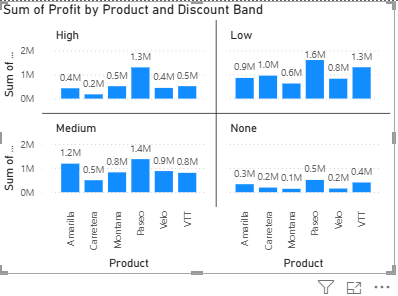 Sum of Profit by Product and Discount Band
High
Low
Sum of ...
2M
1M
0M
0.4M 0.2M 0.5M 1.3M 0.4M 0.5M
0.9M 1.0M 0.6M 1.6M 0.8M 1.3M
Medium
None
Sum of ...
2M
1M
0M
1.2M 0.5M 0.8M 1.4M 0.9M 0.8M
0.3M 0.2M 0.1M 0.5M 0.2M 0.4M
Amarilla Carretera Montana Paseo Velo VTT
Amarilla Carretera Montana Paseo Velo VTT
Product
Product